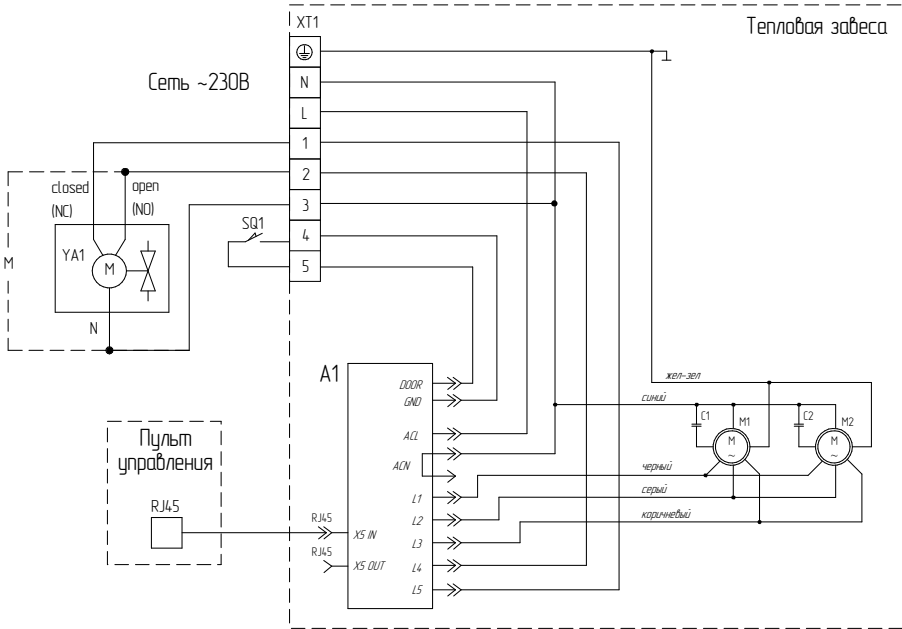 XT1
Тепловая завеса
Сеть ~230В
N
L
1
2
3
4
5
closed
(NC)
open
(NO)
SQ1
YA1
M
M
N
A1
DOOR
GND
ACL
ACN
L1
L2
L3
L4
L5
X5 IN
X5 OUT
RJ45
RJ45
Пульт
управления
RJ45
жел-зел
синий
черный
серый
коричневый
C1
M1
M
~
C2
M2
M
~